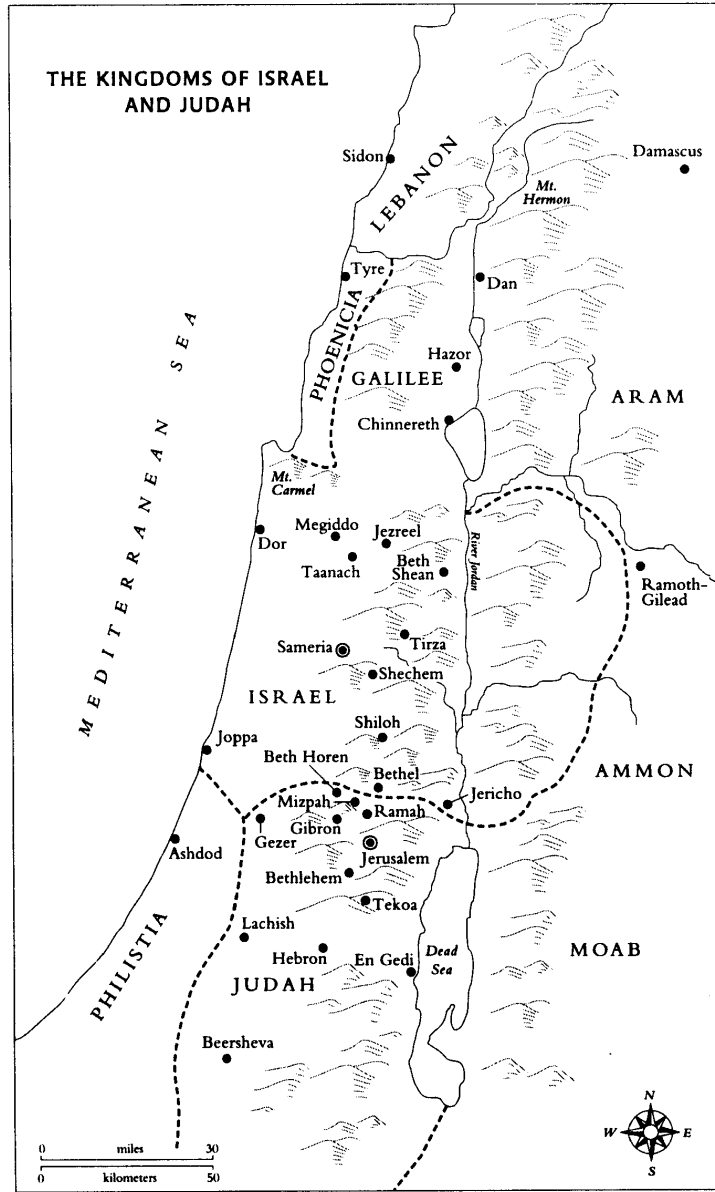 THE KINGDOMS OF ISRAEL
AND JUDAH
Sidon
LEBANON
Damascus
Mt.
Hermon
Tyre
Dan
PHOENICIA
MEDITERRANEAN SEA
Hazor
GALILEE
ARAM
Chinnereth
Mt.
Carmel
Megiddo
Jezreel
Dor
Taanach
Beth
Shean
River Jordan
Ramoth-
Gilead
Sameria
Tirza
Shechem
ISRAEL
Shiloh
Joppa
Beth Horen
Bethel
AMMON
Mizpah
Jericho
Ramah
Gezer
Gibron
Ashdod
Jerusalem
Bethlehem
Tekoa
Lachish
PHILISTIA
Hebron
En Gedi
Dead
Sea
MOAB
JUDAH
Beersheva
N
W E
S
0 miles 30
0 kilometers 50